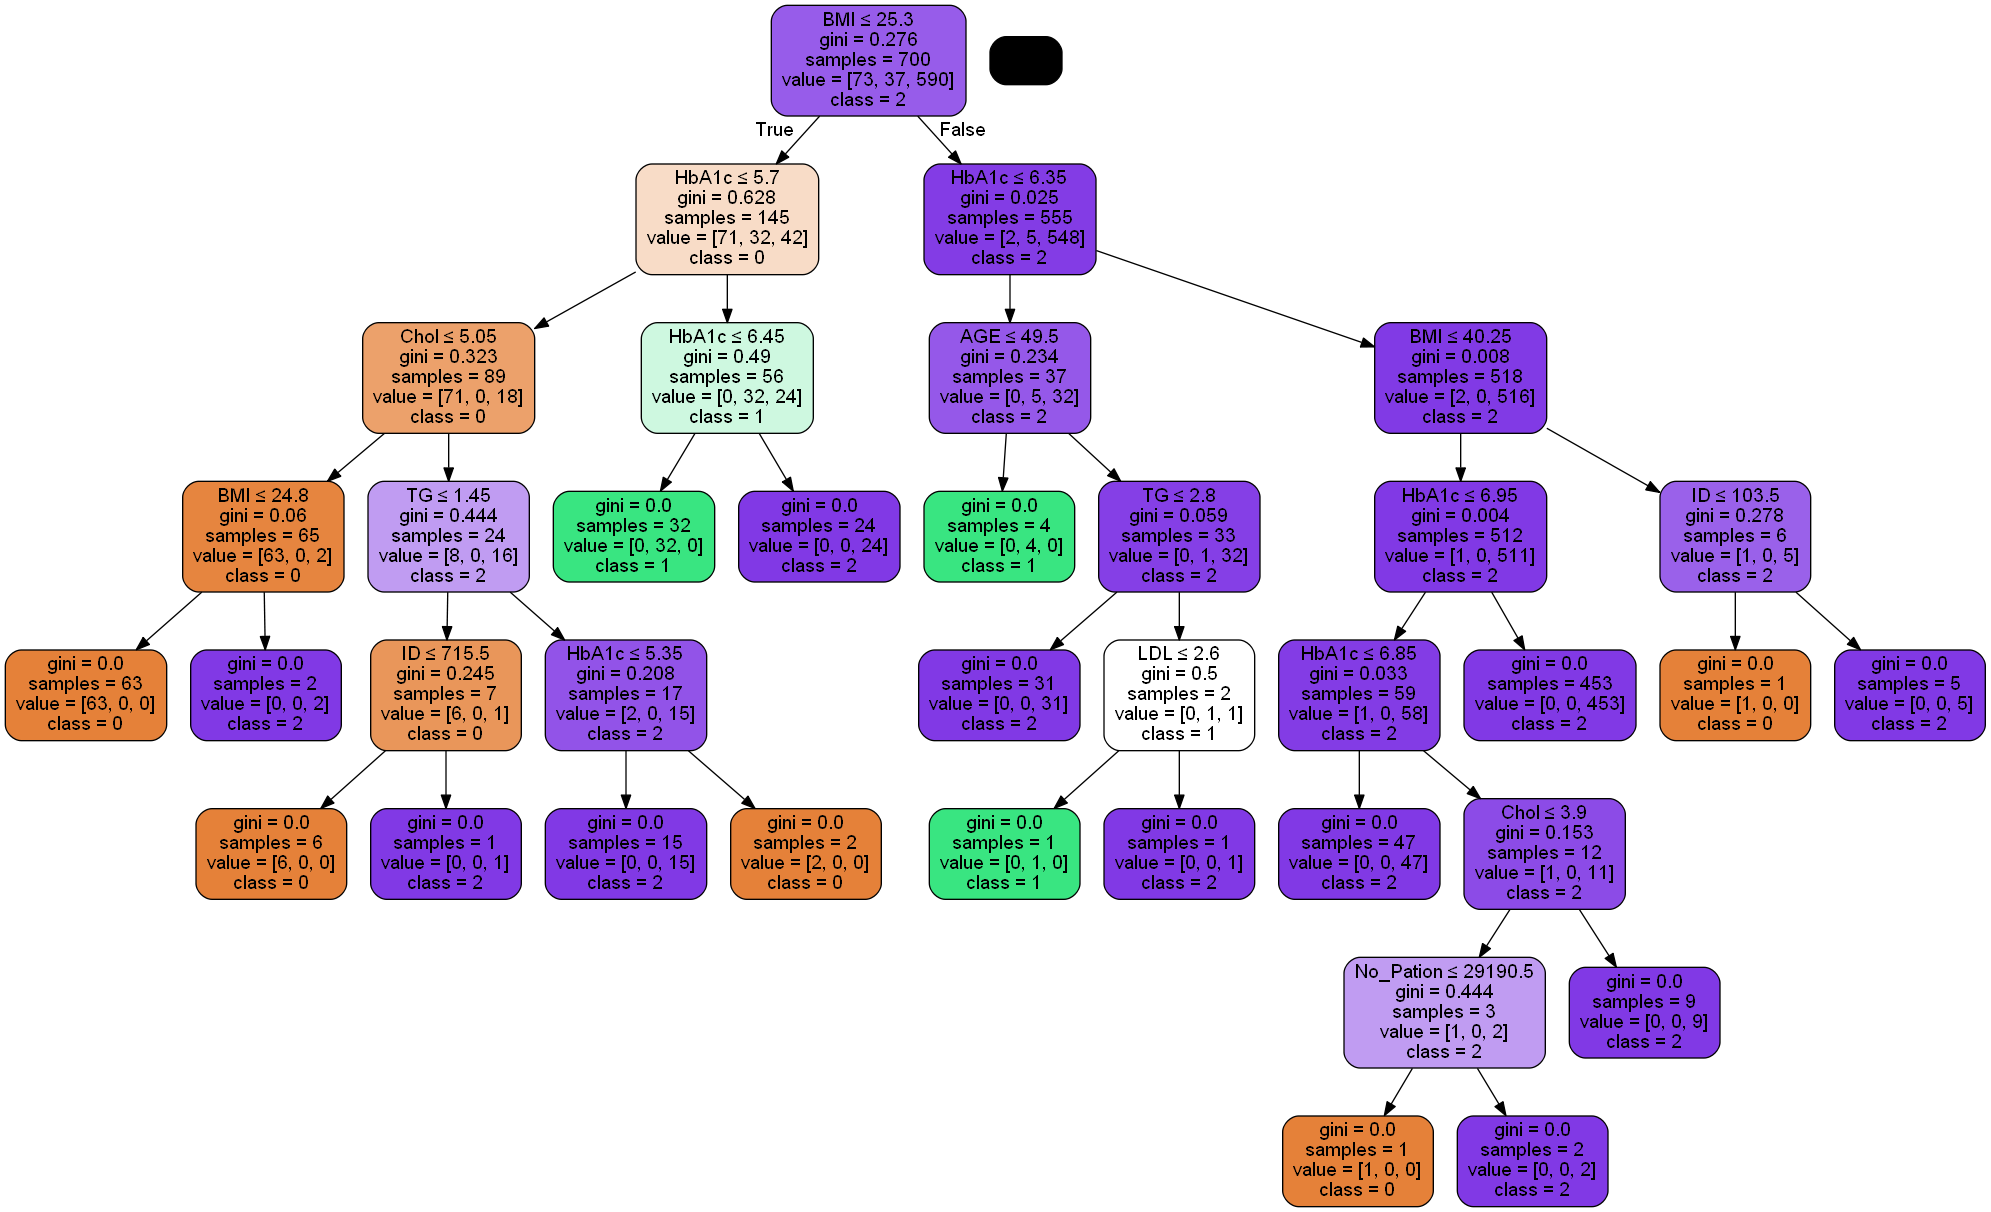 BMI ≤ 25.3
gini = 0.276
samples = 700
value = [73, 37, 590]
class = 2
True
False
HbA1c ≤ 5.7
gini = 0.628
samples = 145
value = [71, 32, 42]
class = 0
HbA1c ≤ 6.35
gini = 0.025
samples = 555
value = [2, 5, 548]
class = 2
Chol ≤ 5.05
gini = 0.323
samples = 89
value = [71, 0, 18]
class = 0
HbA1c ≤ 6.45
gini = 0.49
samples = 56
value = [0, 32, 24]
class = 1
AGE ≤ 49.5
gini = 0.234
samples = 37
value = [0, 5, 32]
class = 2
BMI ≤ 40.25
gini = 0.008
samples = 518
value = [2, 0, 516]
class = 2
BMI ≤ 24.8
gini = 0.06
samples = 65
value = [63, 0, 2]
class = 0
TG ≤ 1.45
gini = 0.444
samples = 24
value = [8, 0, 16]
class = 2
gini = 0.0
samples = 32
value = [0, 32, 0]
class = 1
gini = 0.0
samples = 24
value = [0, 0, 24]
class = 2
gini = 0.0
samples = 4
value = [0, 4, 0]
class = 1
TG ≤ 2.8
gini = 0.059
samples = 33
value = [0, 1, 32]
class = 2
HbA1c ≤ 6.95
gini = 0.004
samples = 512
value = [1, 0, 511]
class = 2
ID ≤ 103.5
gini = 0.278
samples = 6
value = [1, 0, 5]
class = 2
gini = 0.0
samples = 63
value = [63, 0, 0]
class = 0
gini = 0.0
samples = 2
value = [0, 0, 2]
class = 2
ID ≤ 715.5
gini = 0.245
samples = 7
value = [6, 0, 1]
class = 0
HbA1c ≤ 5.35
gini = 0.208
samples = 17
value = [2, 0, 15]
class = 2
gini = 0.0
samples = 31
value = [0, 0, 31]
class = 2
LDL ≤ 2.6
gini = 0.5
samples = 2
value = [0, 1, 1]
class = 1
HbA1c ≤ 6.85
gini = 0.033
samples = 59
value = [1, 0, 58]
class = 2
gini = 0.0
samples = 453
value = [0, 0, 453]
class = 2
gini = 0.0
samples = 1
value = [1, 0, 0]
class = 0
gini = 0.0
samples = 5
value = [0, 0, 5]
class = 2
gini = 0.0
samples = 6
value = [6, 0, 0]
class = 0
gini = 0.0
samples = 1
value = [0, 0, 1]
class = 2
gini = 0.0
samples = 15
value = [0, 0, 15]
class = 2
gini = 0.0
samples = 2
value = [2, 0, 0]
class = 0
gini = 0.0
samples = 1
value = [0, 1, 0]
class = 1
gini = 0.0
samples = 1
value = [0, 0, 1]
class = 2
gini = 0.0
samples = 47
value = [0, 0, 47]
class = 2
Chol ≤ 3.9
gini = 0.153
samples = 12
value = [1, 0, 11]
class = 2
No_Pation ≤ 29190.5
gini = 0.444
samples = 3
value = [1, 0, 2]
class = 2
gini = 0.0
samples = 9
value = [0, 0, 9]
class = 2
gini = 0.0
samples = 1
value = [1, 0, 0]
class = 0
gini = 0.0
samples = 2
value = [0, 0, 2]
class = 2